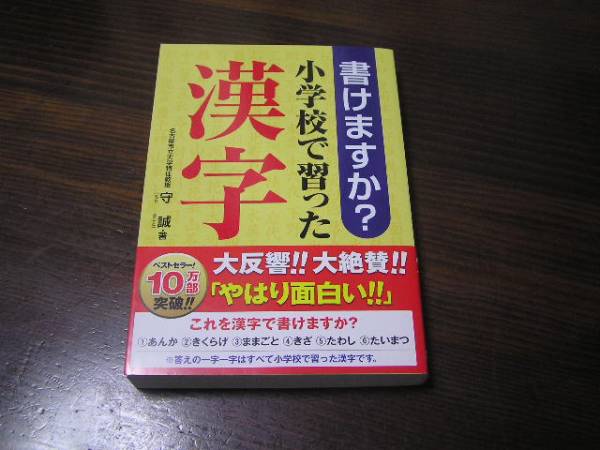 書けますか?
小学校で習った
漢字
守 誠 著
ベストセラー!
10万部
突破!!
大反響!! 大絶賛!!
「やはり面白い!!」
これを漢字で書けますか?
①あんか ②きくらげ ③ままごと ④きざ ⑤たわし ⑥たいまつ
※答えの一字一字はすべて小学校で習った漢字です。